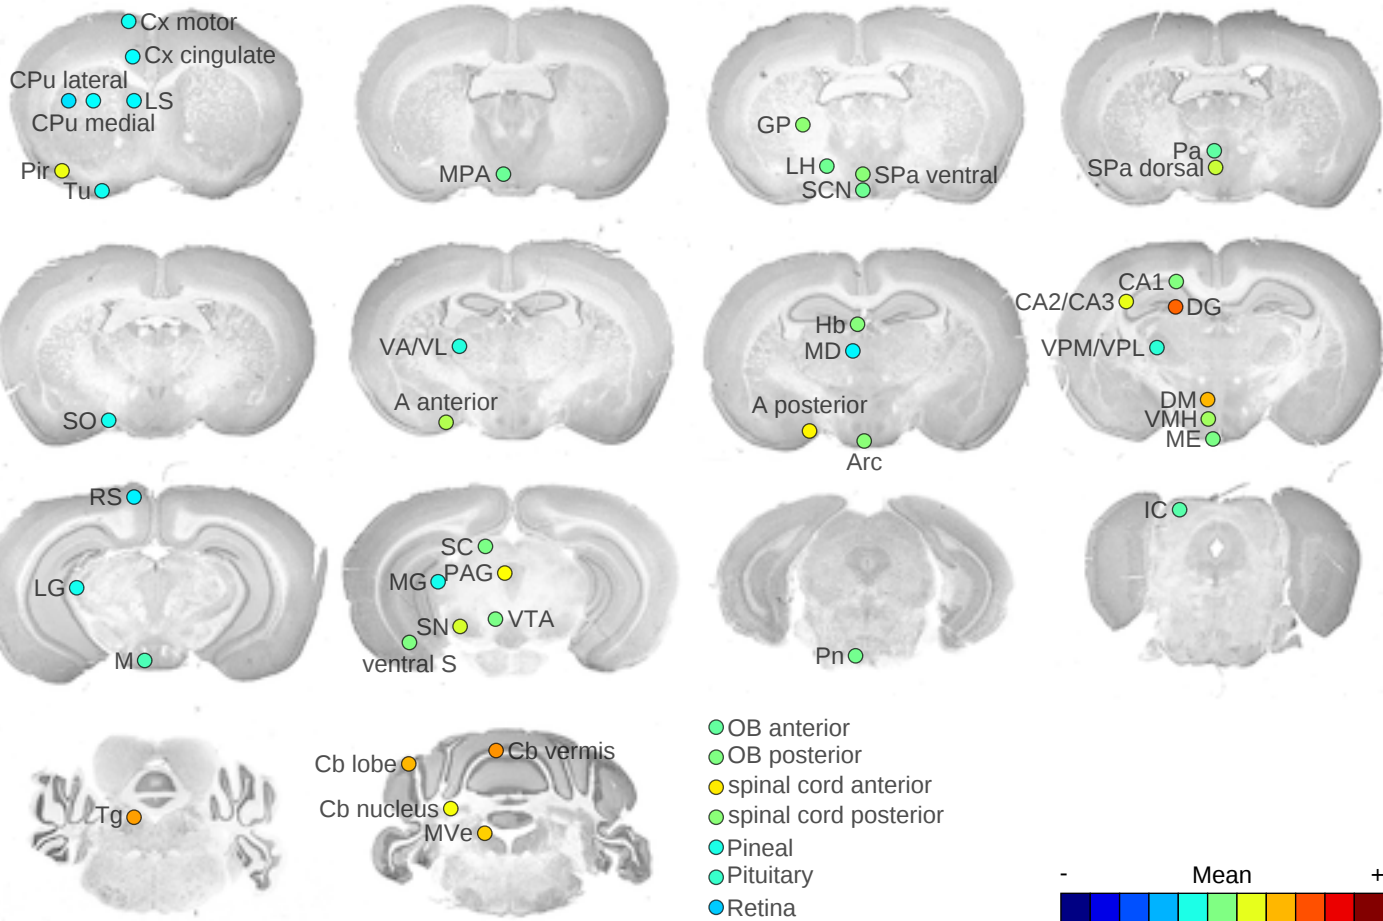 Cx motor
Cx cingulate
CPu lateral
LS
CPu medial
Pir
Tu
MPA
GP
LH
SPa ventral
SCN
Pa
SPa dorsal
SO
VA/VL
A anterior
Hb
MD
A posterior
Arc
CA1
CA2/CA3
DG
VPM/VPL
DM
VMH
ME
RS
LG
M
SC
MG
PAG
SN
VTA
ventral S
Pn
IC
Tg
Cb lobe
Cb vermis
Cb nucleus
MVe
OB anterior
OB posterior
spinal cord anterior
spinal cord posterior
Pineal
Pituitary
Retina
- Mean +